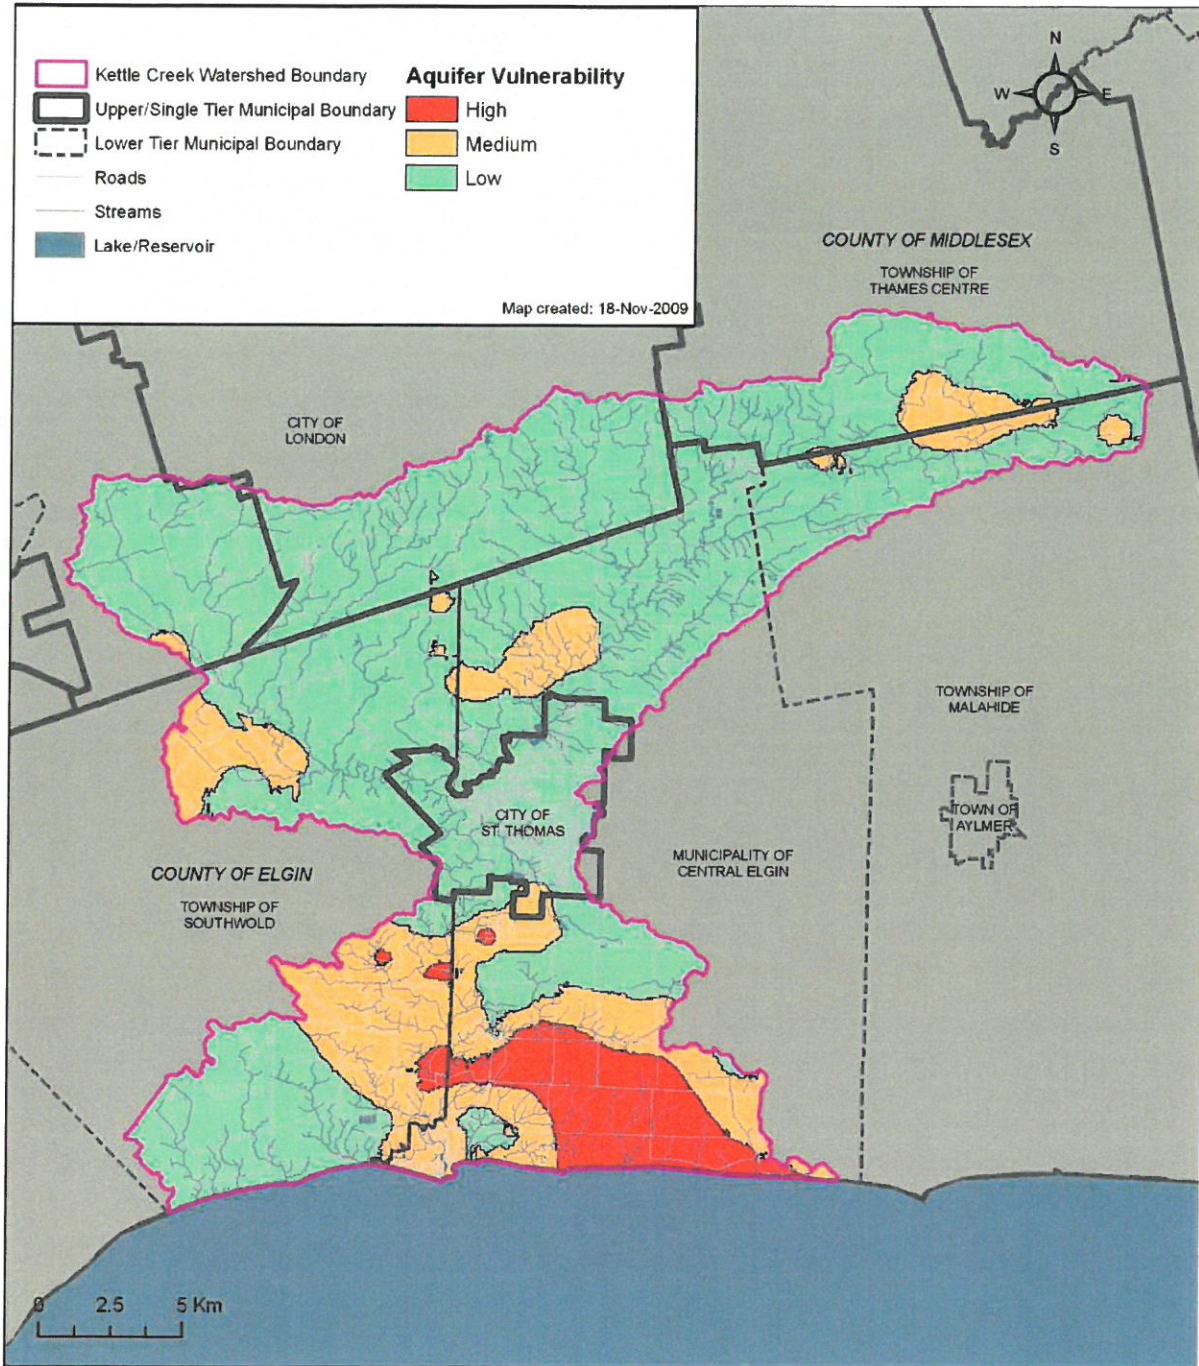 Kettle Creek Watershed Boundary
Upper/Single Tier Municipal Boundary
Lower Tier Municipal Boundary
Roads
Streams
Lake/Reservoir
Aquifer Vulnerability
High
Medium
Low
Map created: 18-Nov-2009
N
W
E
S
COUNTY OF MIDDLESEX
TOWNSHIP OF
THAMES CENTRE
CITY OF
LONDON
TOWNSHIP OF
MALAHIDE
TOWN OF
AYLMER
CITY OF
ST THOMAS
MUNICIPALITY OF
CENTRAL ELGIN
COUNTY OF ELGIN
TOWNSHIP OF
SOUTHWOLD
0 2.5 5 Km